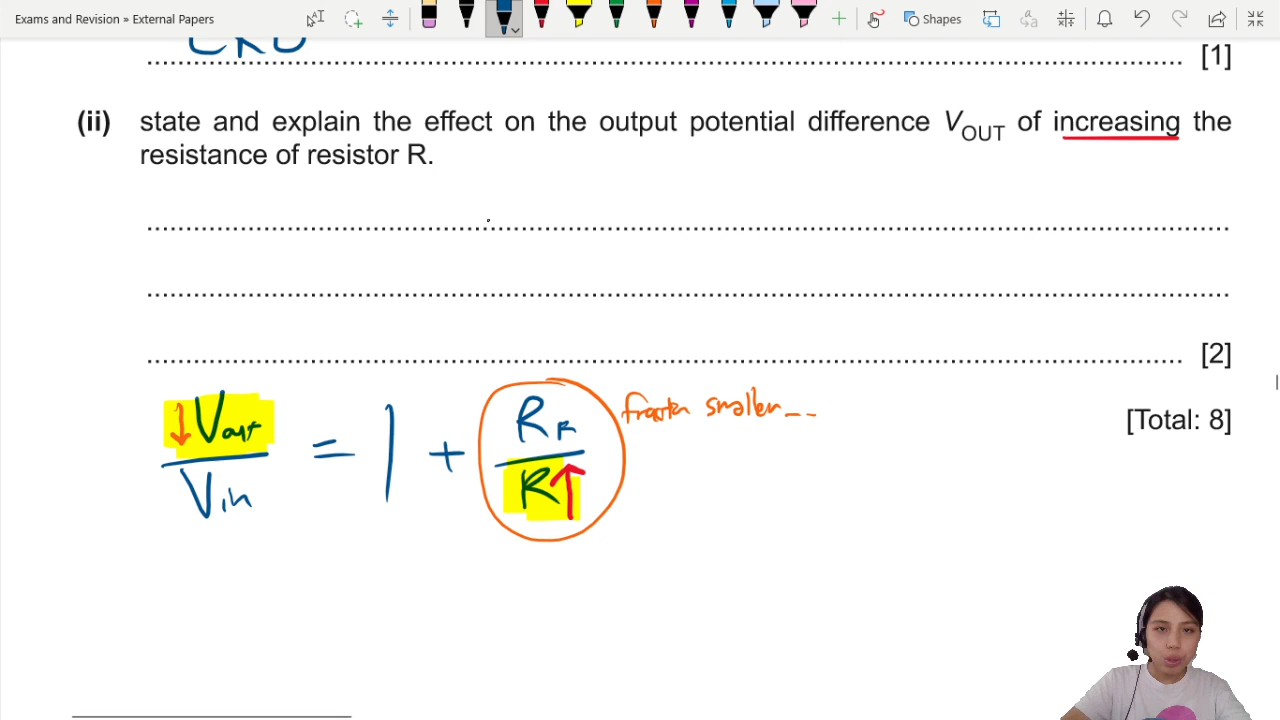 Exams and Revision » External Papers
Shapes
CRO
[1]
(ii) state and explain the effect on the output potential difference VOUT of increasing the
resistance of resistor R.
[2]
[Total: 8]
↓Vout / Vin = 1 + RF / R↑
smaller